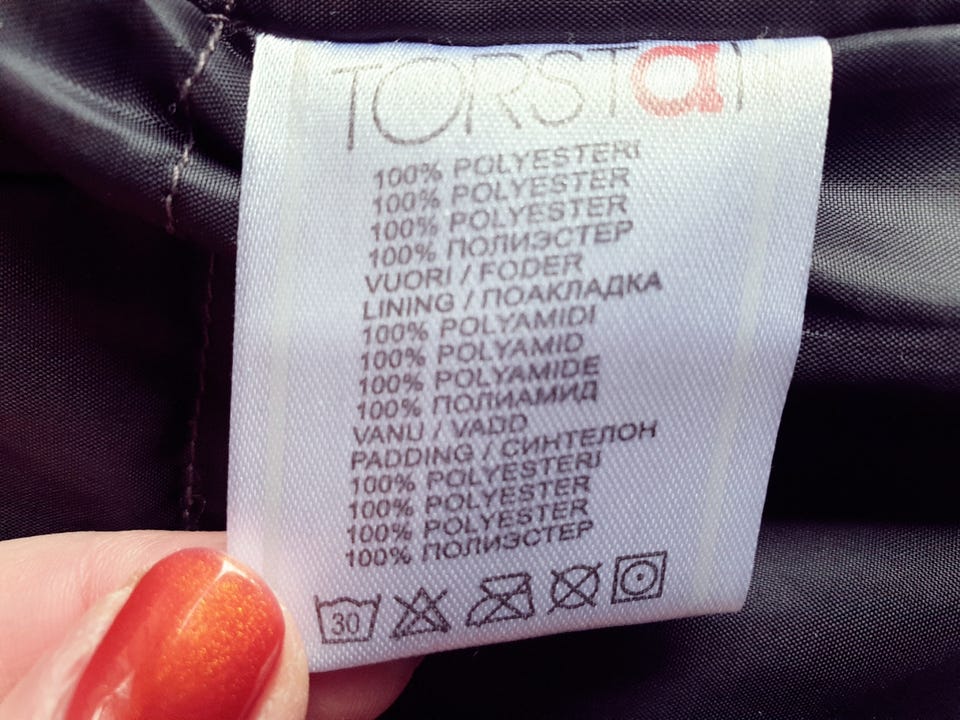 TORSTAI
100% POLYESTERI
100% POLYESTER
100% POLYESTER
100% ПОЛИЭСТЕР
VUORI / FODER
LINING / ПОАКЛАДКА
100% POLYAMIDI
100% POLYAMID
100% POLYAMIDE
100% ПОЛИАМИД
VANU / VADD
PADDING / СИНТЕЛОН
100% POLYESTERI
100% POLYESTER
100% POLYESTER
100% ПОЛИЭСТЕР
30